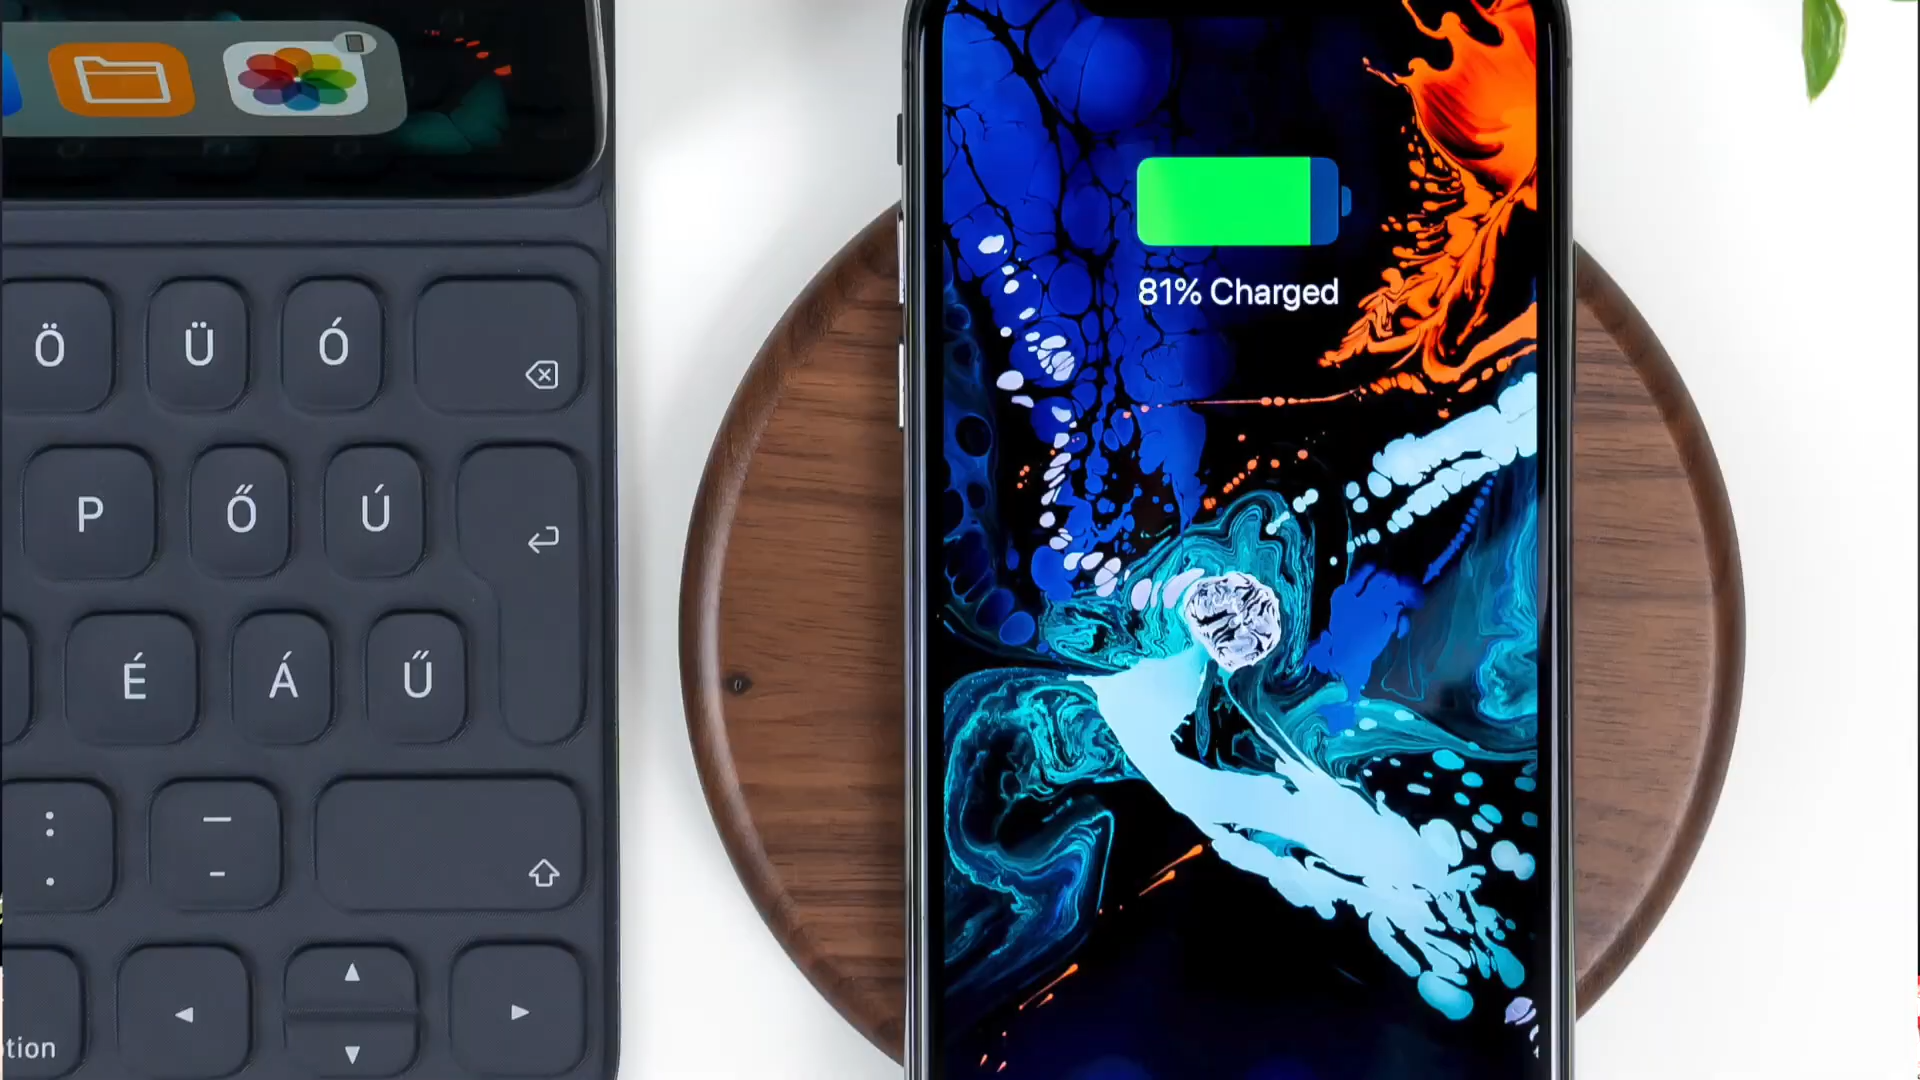 81% Charged
Ö Ü Ó
P Ő Ú
É Á Ű
:
.
—
-
tion